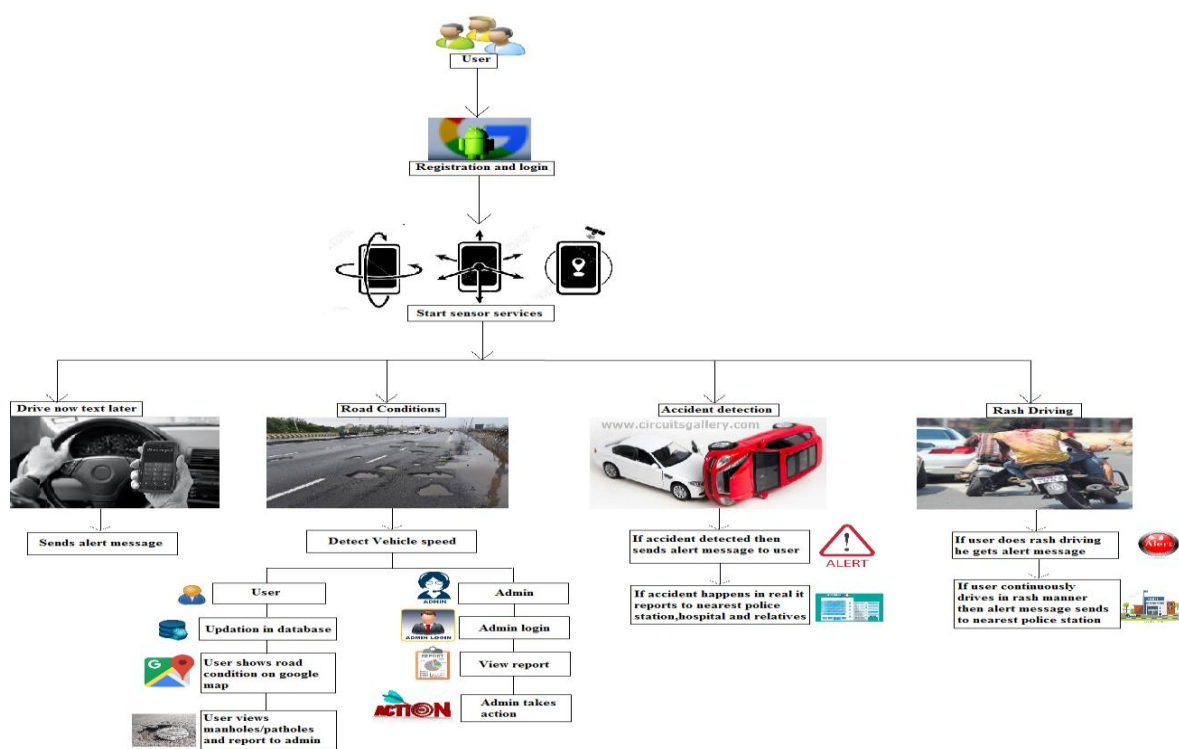 User
Registration and login
Start sensor services
Drive now text later
Road Conditions
Accident detection
Rash Driving
www.circuitsgallery.com
Sends alert message
Detect Vehicle speed
If accident detected then
sends alert message to user
ALERT
If user does rash driving
he gets alert message
Alert
User
ADMIN
Admin
If accident happens in real it
reports to nearest police
station,hospital and relatives
If user continuously
drives in rash manner
then alert message sends
to nearest police station
Updation in database
ADMIN LOGIN
Admin login
G
User shows road
condition on google
map
REPORT
View report
User views
manholes/patholes
and report to admin
ACTION
Admin takes
action